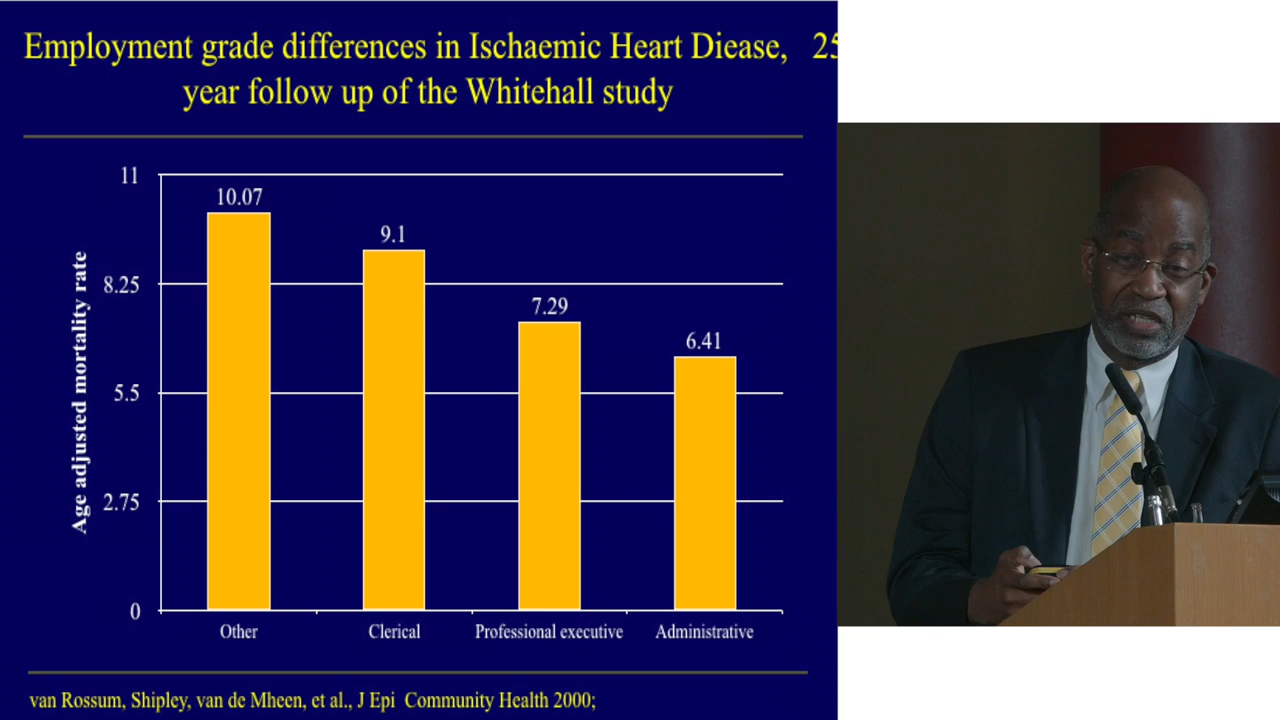 Employment grade differences in Ischaemic Heart Diease, 25
year follow up of the Whitehall study
Age adjusted mortality rate
11
8.25
5.5
2.75
0
10.07
9.1
7.29
6.41
Other Clerical Professional executive Administrative
van Rossum, Shipley, van de Mheen, et al., J Epi Community Health 2000;